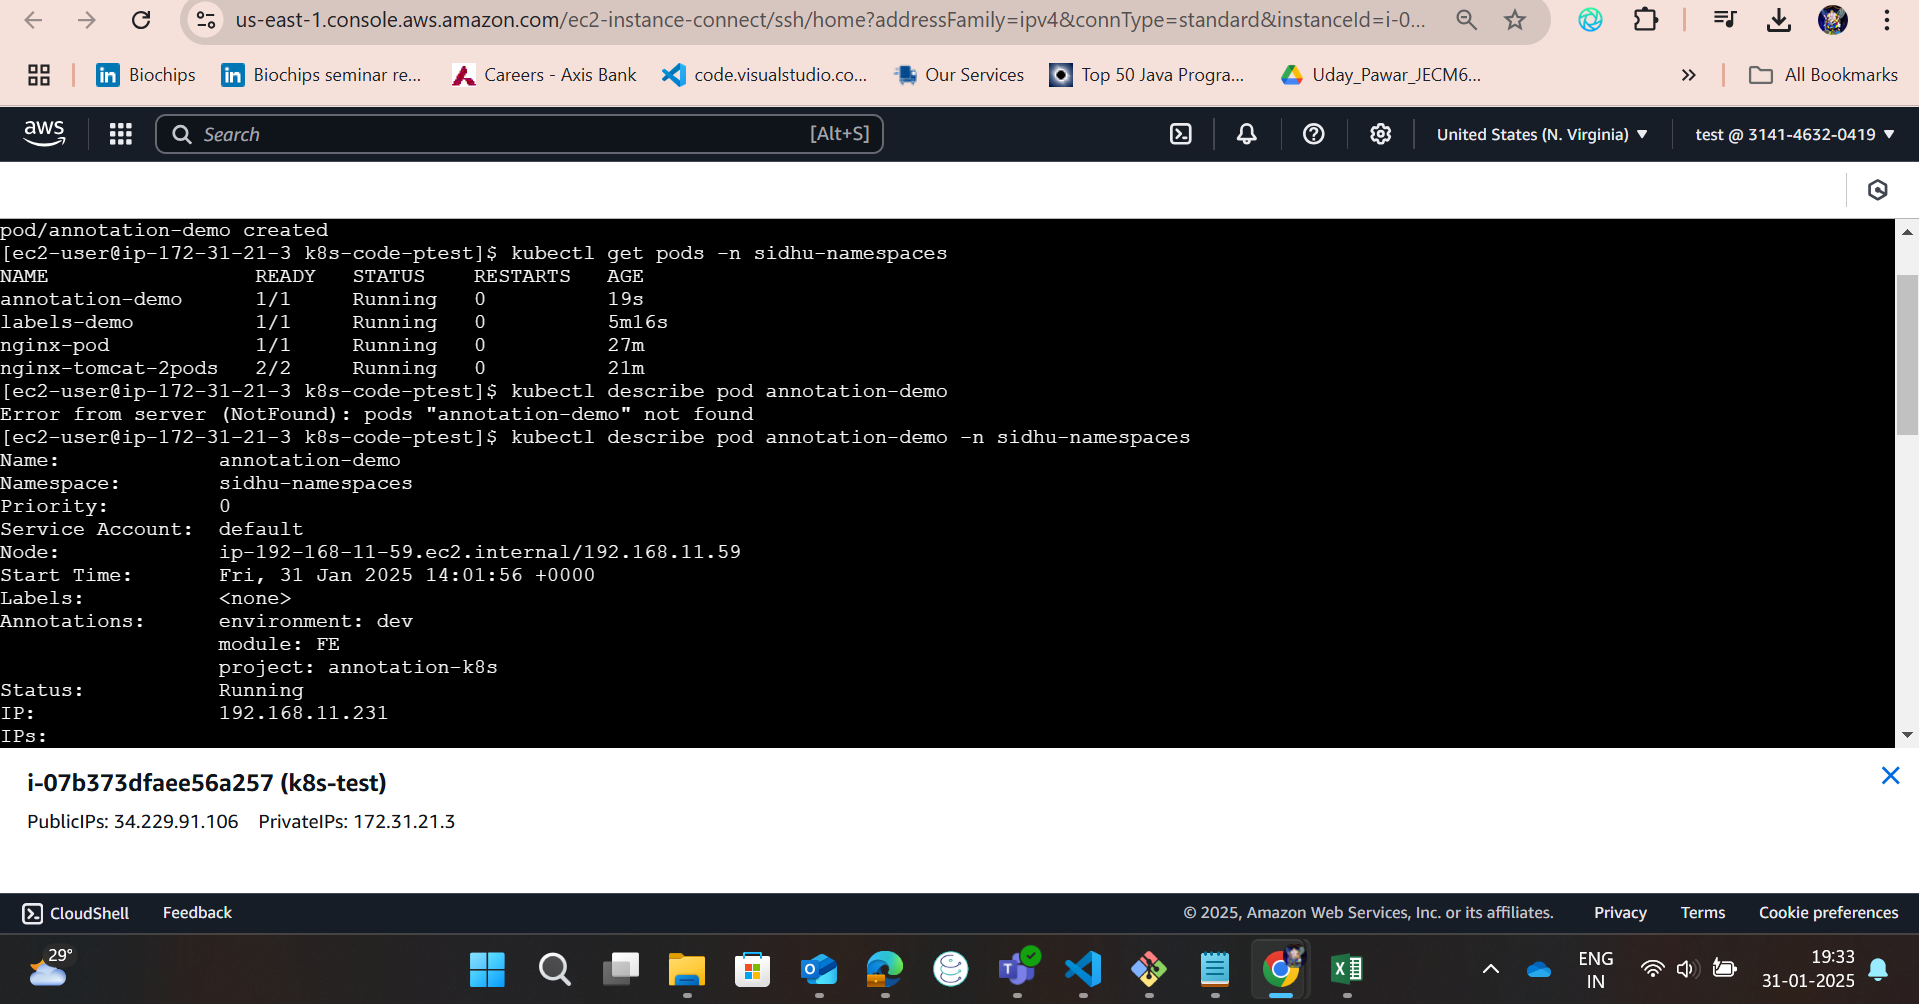 us-east-1.console.aws.amazon.com/ec2-instance-connect/ssh/home?addressFamily=ipv4&connType=standard&instanceId=i-0...
Biochips
Biochips seminar re...
Careers - Axis Bank
code.visualstudio.co...
Our Services
Top 50 Java Progra...
Uday_Pawar_JECM6...
All Bookmarks
aws
Search
[Alt+S]
United States (N. Virginia)
test @ 3141-4632-0419
pod/annotation-demo created
[ec2-user@ip-172-31-21-3 k8s-code-ptest]$ kubectl get pods -n sidhu-namespaces
NAME READY STATUS RESTARTS AGE
annotation-demo 1/1 Running 0 19s
labels-demo 1/1 Running 0 5m16s
nginx-pod 1/1 Running 0 27m
nginx-tomcat-2pods 2/2 Running 0 21m
[ec2-user@ip-172-31-21-3 k8s-code-ptest]$ kubectl describe pod annotation-demo
Error from server (NotFound): pods "annotation-demo" not found
[ec2-user@ip-172-31-21-3 k8s-code-ptest]$ kubectl describe pod annotation-demo -n sidhu-namespaces
Name: annotation-demo
Namespace: sidhu-namespaces
Priority: 0
Service Account: default
Node: ip-192-168-11-59.ec2.internal/192.168.11.59
Start Time: Fri, 31 Jan 2025 14:01:56 +0000
Labels: <none>
Annotations: environment: dev
module: FE
project: annotation-k8s
Status: Running
IP: 192.168.11.231
IPs:
i-07b373dfaee56a257 (k8s-test)
PublicIPs: 34.229.91.106 PrivateIPs: 172.31.21.3
CloudShell
Feedback
© 2025, Amazon Web Services, Inc. or its affiliates.
Privacy
Terms
Cookie preferences
29°
ENG
IN
19:33
31-01-2025